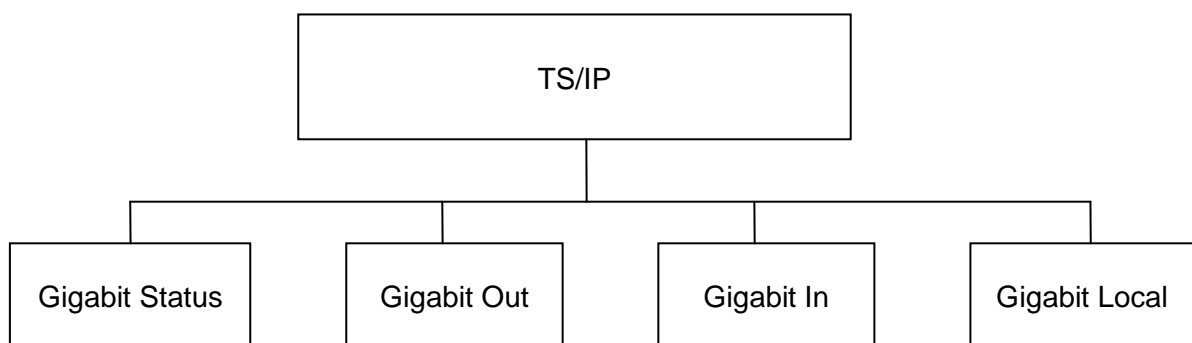 TS/IP
Gigabit Status
Gigabit Out
Gigabit In
Gigabit Local